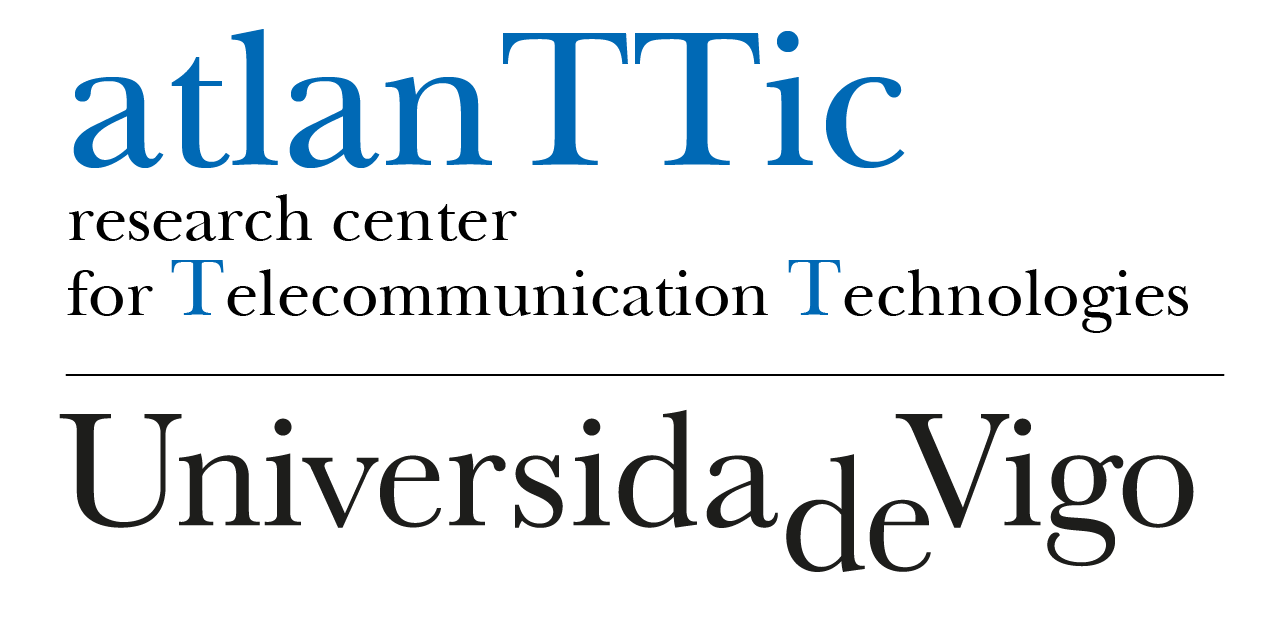 atlanTTic
research center
for Telecommunication Technologies
UniversidadeVigo